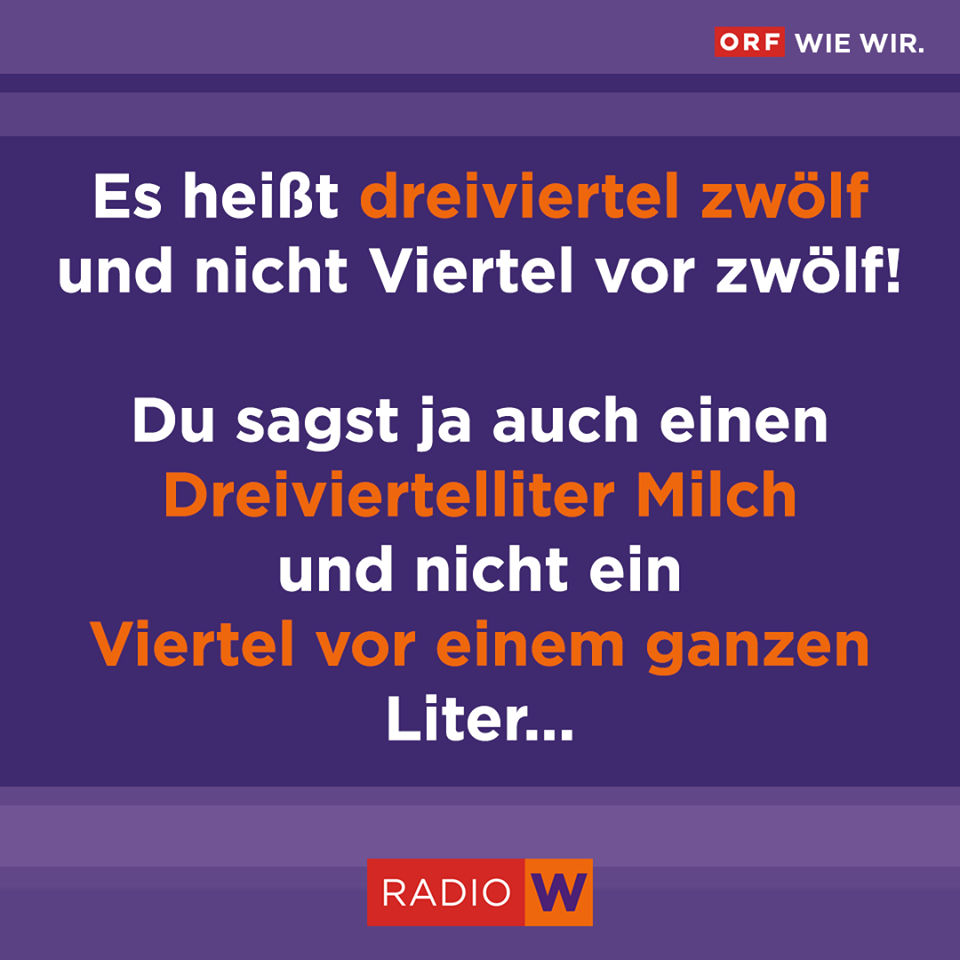 ORF WIE WIR.
Es heißt dreiviertel zwölf
und nicht Viertel vor zwölf!
Du sagst ja auch einen
Dreiviertelliter Milch
und nicht ein
Viertel vor einem ganzen
Liter...
RADIO W